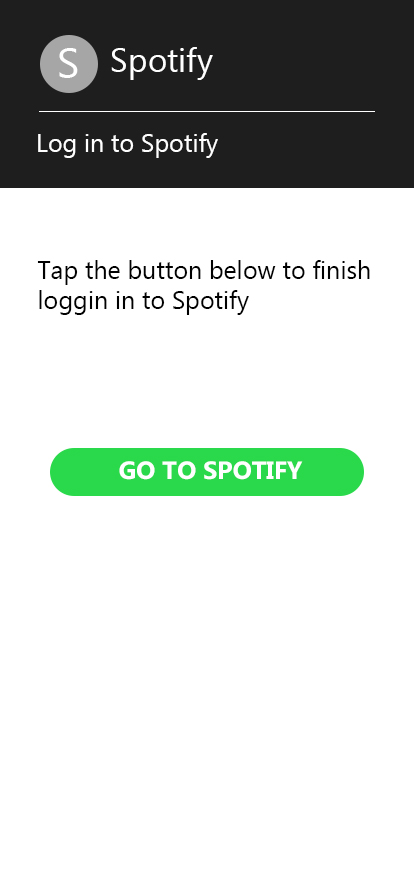 S Spotify
Log in to Spotify
Tap the button below to finish
loggin in to Spotify
GO TO SPOTIFY